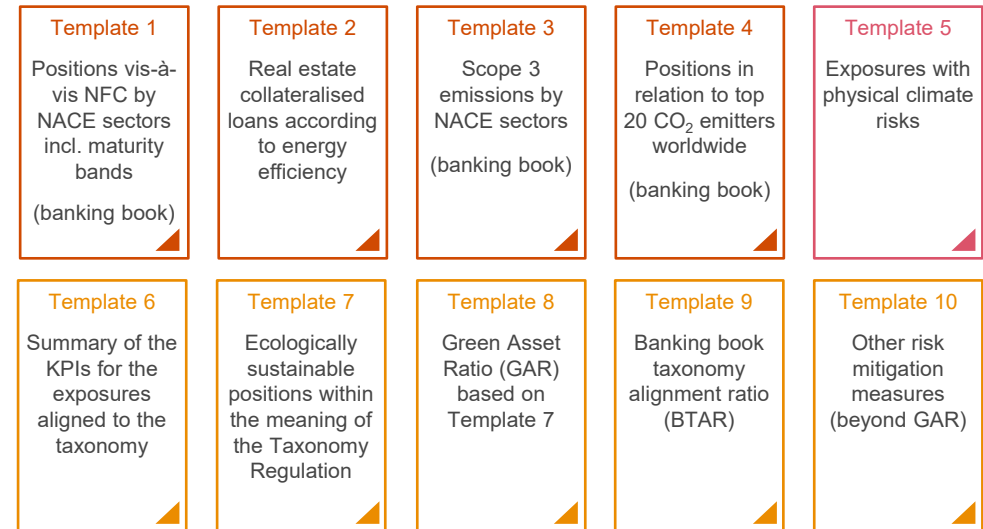 Template 1
Positions vis-à-
vis NFC by
NACE sectors
incl. maturity
bands
(banking book)
Template 2
Real estate
collateralised
loans according
to energy
efficiency
Template 3
Scope 3
emissions by
NACE sectors
(banking book)
Template 4
Positions in
relation to top
20 CO₂ emitters
worldwide
(banking book)
Template 5
Exposures with
physical climate
risks
Template 6
Summary of the
KPIs for the
exposures
aligned to the
taxonomy
Template 7
Ecologically
sustainable
positions within
the meaning of
the Taxonomy
Regulation
Template 8
Green Asset
Ratio (GAR)
based on
Template 7
Template 9
Banking book
taxonomy
alignment ratio
(BTAR)
Template 10
Other risk
mitigation
measures
(beyond GAR)